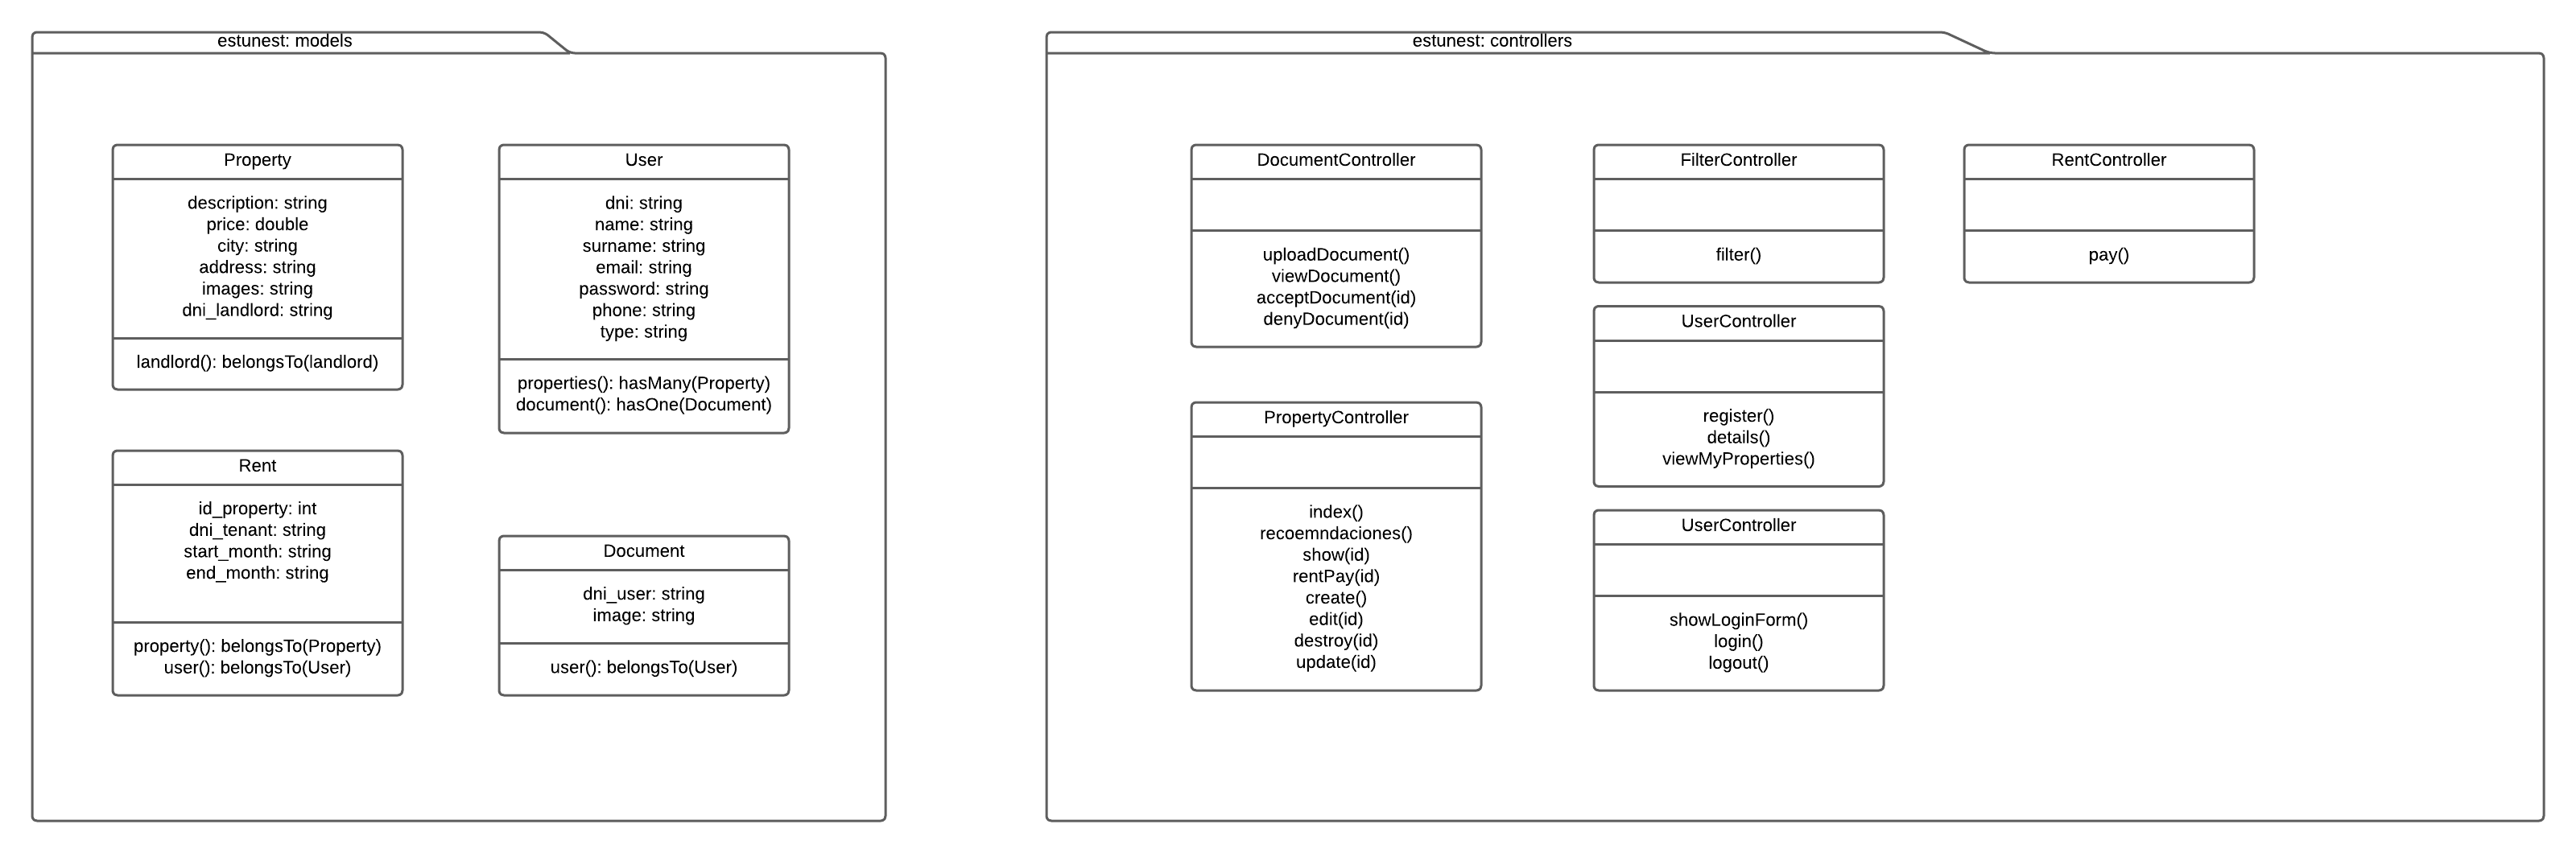 estunest: models
Property
description: string
price: double
city: string
address: string
images: string
dni_landlord: string
landlord(): belongsTo(landlord)
User
dni: string
name: string
surname: string
email: string
password: string
phone: string
type: string
properties(): hasMany(Property)
document(): hasOne(Document)
Rent
id_property: int
dni_tenant: string
start_month: string
end_month: string
property(): belongsTo(Property)
user(): belongsTo(User)
Document
dni_user: string
image: string
user(): belongsTo(User)
estunest: controllers
DocumentController
uploadDocument()
viewDocument()
acceptDocument(id)
denyDocument(id)
PropertyController
index()
recoemndaciones()
show(id)
rentPay(id)
create()
edit(id)
destroy(id)
update(id)
FilterController
filter()
UserController
register()
details()
viewMyProperties()
UserController
showLoginForm()
login()
logout()
RentController
pay()